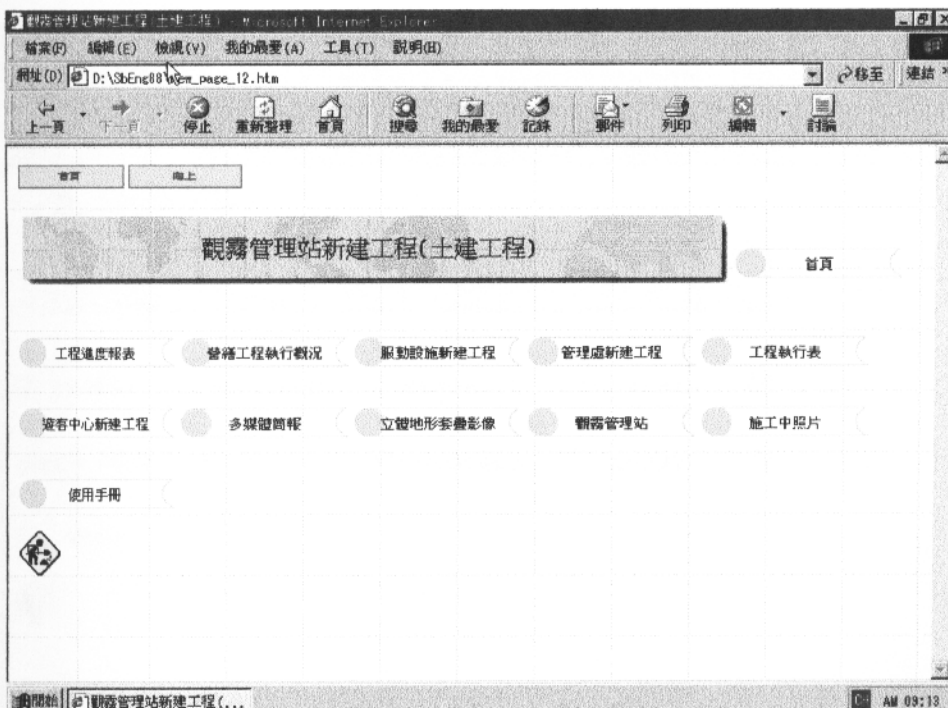 觀霧管理站新建工程(土建工程) - Microsoft Internet Explorer
檔案(F) 編輯(E) 檢視(V) 我的最愛(A) 工具(T) 說明(H)
網址(D) D:\SbEng88\new_page_12.htm 移至 連結 »
上一頁 下一頁 停止 重新整理 首頁 搜尋 我的最愛 記錄 郵件 列印 編輯 討論
首頁 向上
觀霧管理站新建工程(土建工程)
首頁
工程進度報表 營繕工程執行概況 服勤設施新建工程 管理處新建工程 工程執行表
遊客中心新建工程 多媒體簡報 立體地形套疊影像 觀霧管理站 施工中照片
使用手冊
開始 觀霧管理站新建工程(... AM 09:13